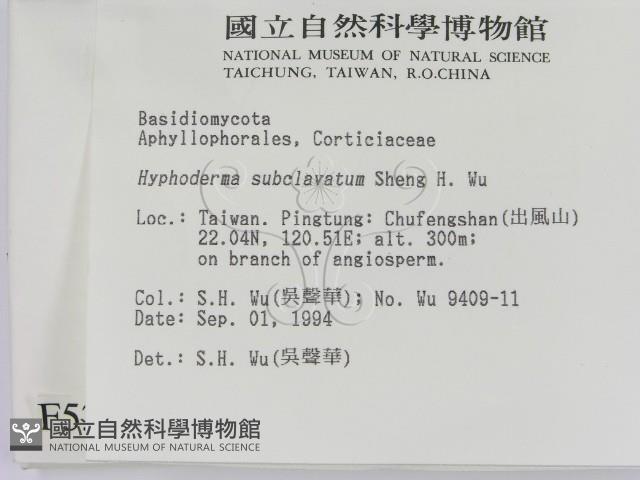 國立自然科學博物館
NATIONAL MUSEUM OF NATURAL SCIENCE
TAICHUNG, TAIWAN, R.O.CHINA
Basidiomycota
Aphyllophorales, Corticiaceae
Hyphoderma subclavatum Sheng H. Wu
Loc.: Taiwan. Pingtung: Chufengshan(出風山)
22.04N, 120.51E; alt. 300m;
on branch of angiosperm.
Col.: S.H. Wu(吳聲華); No. Wu 9409-11
Date: Sep. 01, 1994
Det.: S.H. Wu(吳聲華)
國立自然科學博物館
NATIONAL MUSEUM OF NATURAL SCIENCE